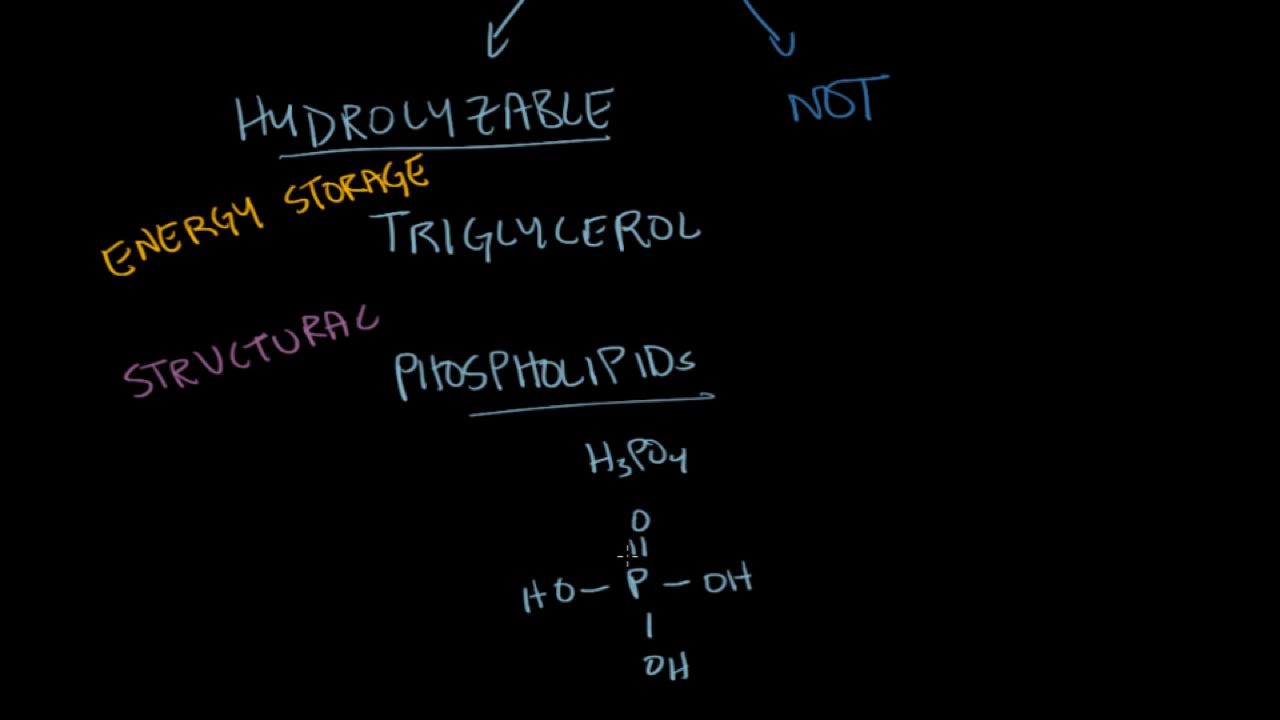 HYDROLYZABLE
NOT
ENERGY STORAGE
TRIGLYCEROL
STRUCTURAL
PHOSPHOLIPIDS
H₃PO₄
O
||
HO – P – OH
|
OH